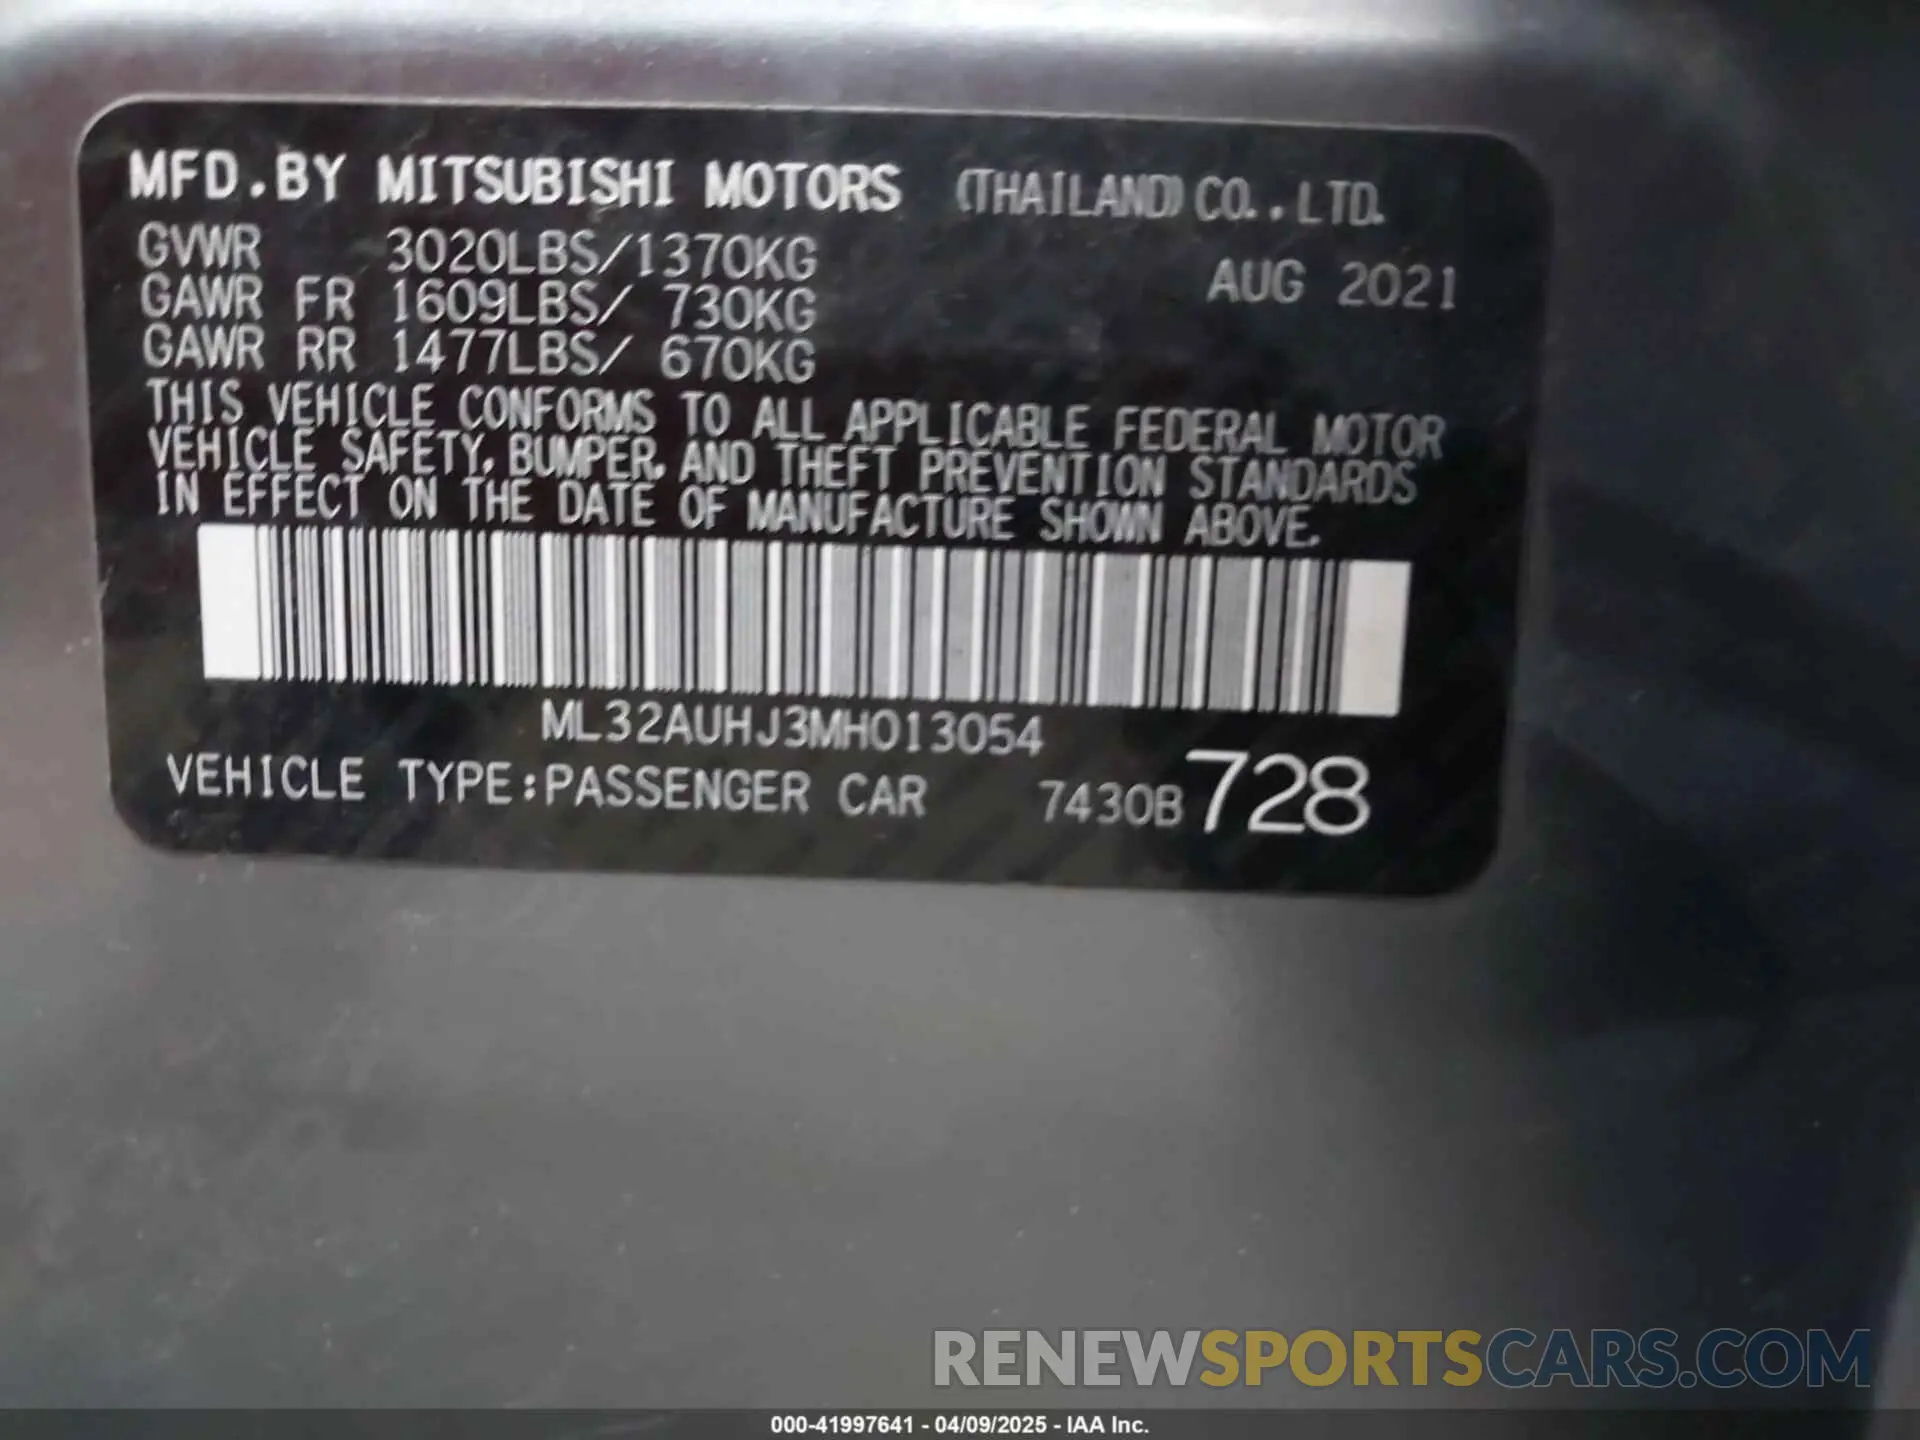 MFD.BY MITSUBISHI MOTORS (THAILAND) CO.,LTD.
GVWR 3020LBS/1370KG AUG 2021
GAWR FR 1609LBS/ 730KG
GAWR RR 1477LBS/ 670KG
THIS VEHICLE CONFORMS TO ALL APPLICABLE FEDERAL MOTOR
VEHICLE SAFETY, BUMPER, AND THEFT PREVENTION STANDARDS
IN EFFECT ON THE DATE OF MANUFACTURE SHOWN ABOVE.
ML32AUHJ3MH013054
VEHICLE TYPE:PASSENGER CAR 7430B 728
RENEWSPORTSCARS.COM
000-41997641 - 04/09/2025 - IAA Inc.